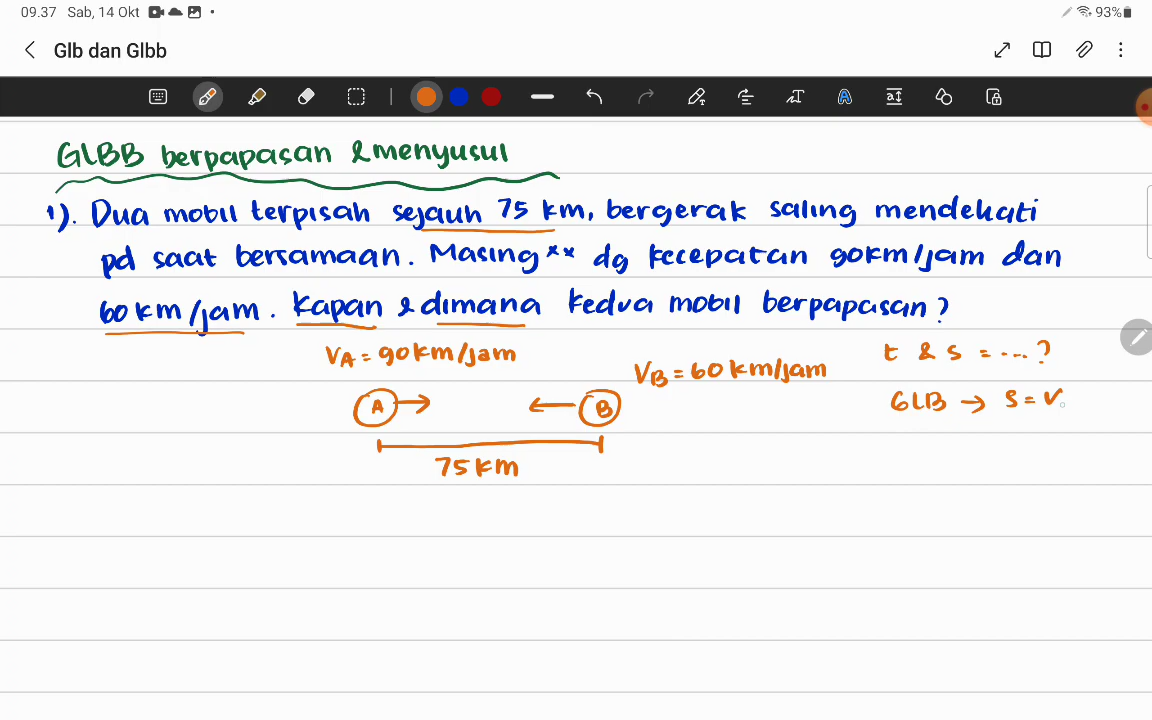 09.37 Sab, 14 Okt
93%
Glb dan Glbb
GLBB berpapasan & menyusul
1). Dua mobil terpisah sejauh 75 km, bergerak saling mendekati
pd saat bersamaan. Masing** dg kecepatan 90km/jam dan
60 km/jam. Kapan & dimana kedua mobil berpapasan?
VA = 90 km/jam
t & s = ...?
VB = 60 km/jam
A
B
GLB → S = V
75 km